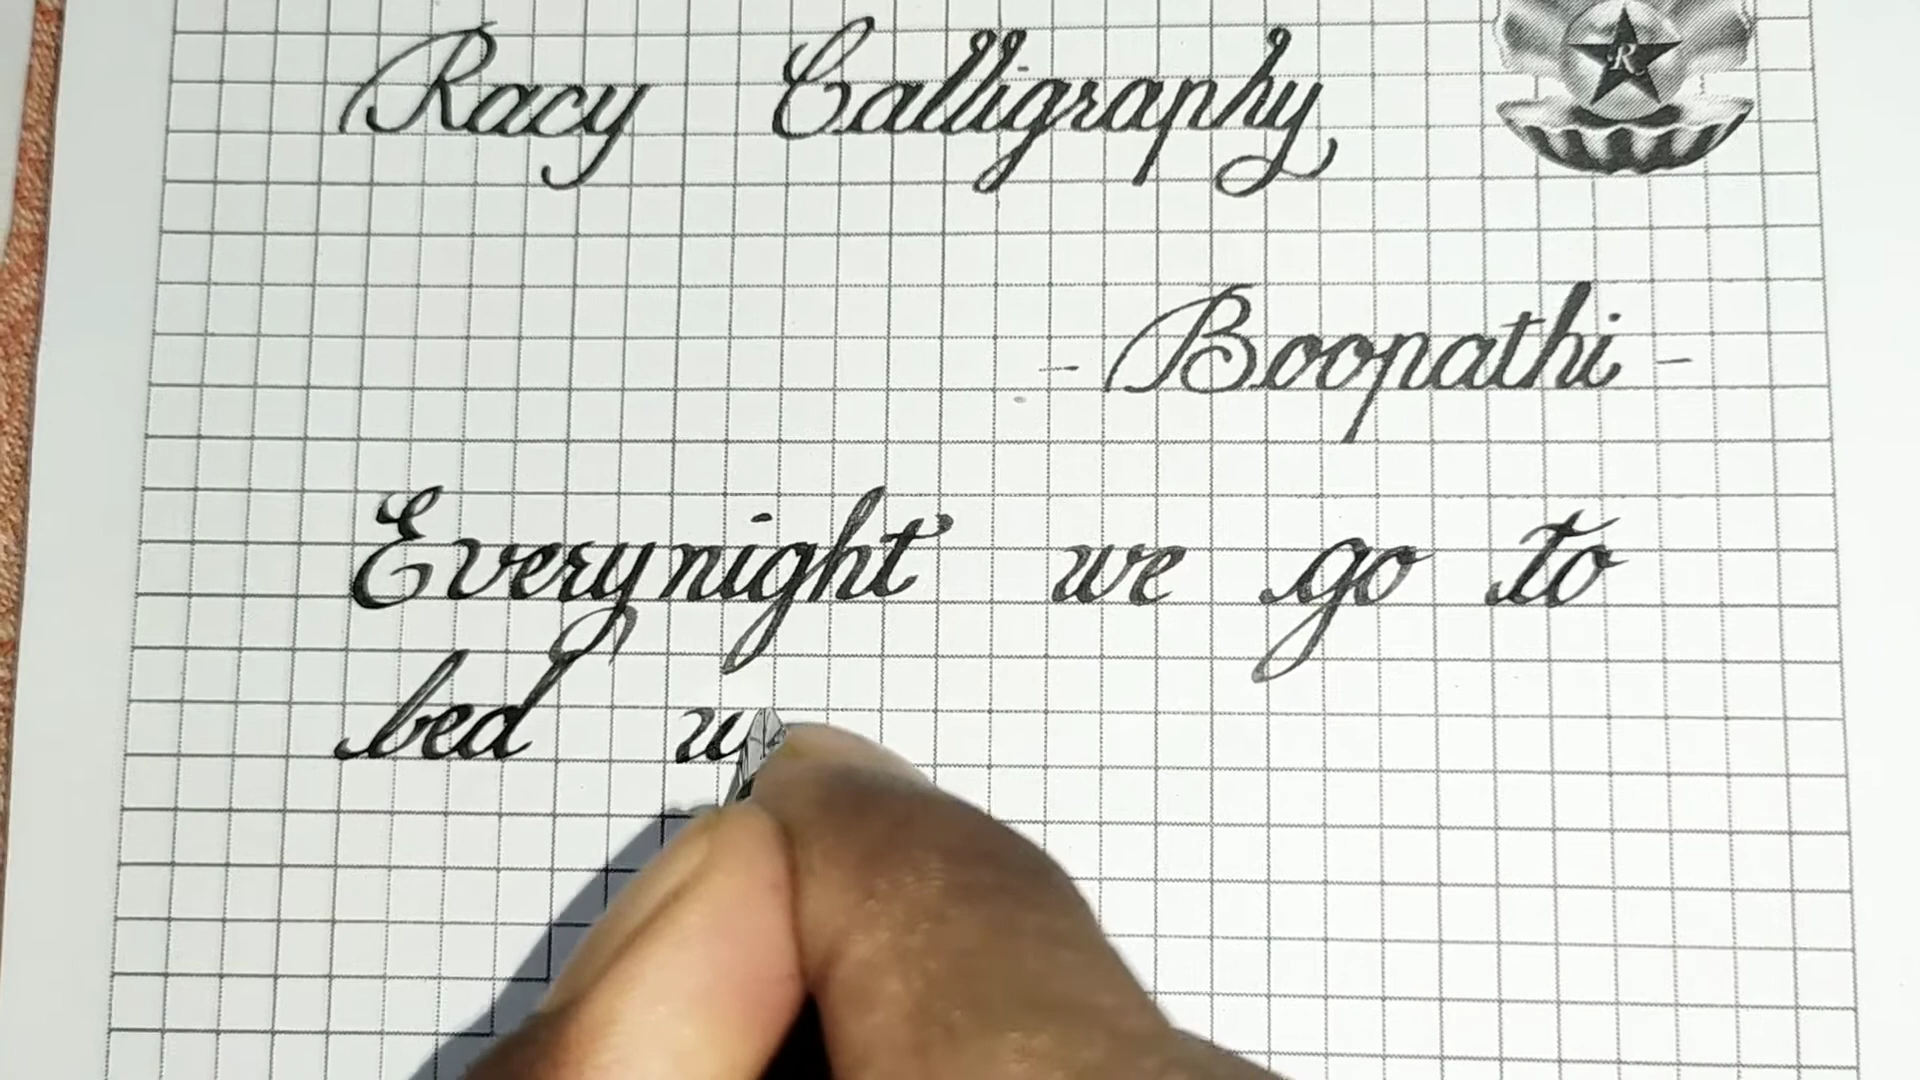 Racy Calligraphy
R
- Boopathi -
Everynight we go to
bed